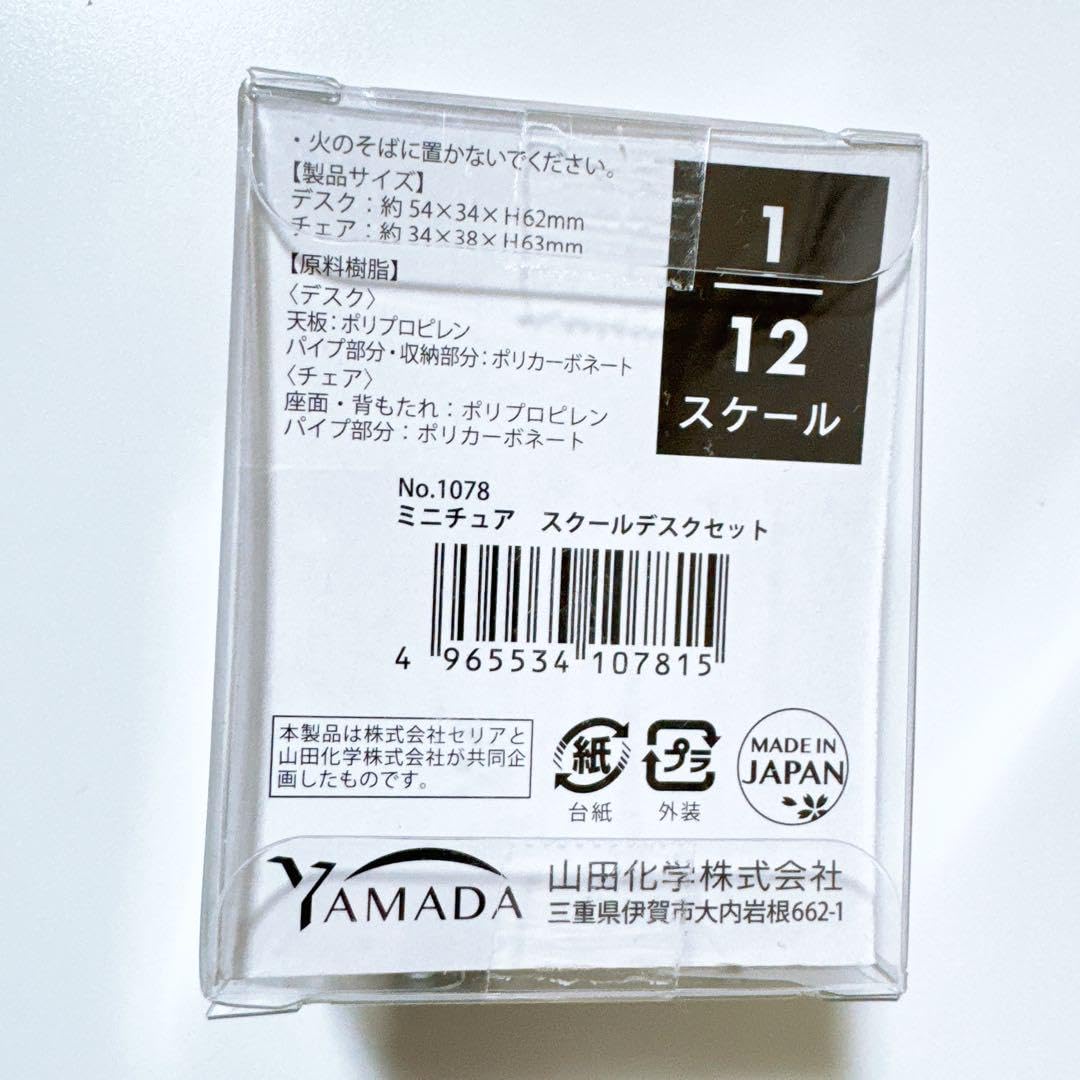 ・火のそばに置かないでください。
【製品サイズ】
デスク：約 54×34×H62mm
チェア：約 34×38×H63mm
【原料樹脂】
〈デスク〉
天板：ポリプロピレン
パイプ部分・収納部分：ポリカーボネート
〈チェア〉
座面・背もたれ：ポリプロピレン
パイプ部分：ポリカーボネート
1
12
スケール
No.1078
ミニチュア　スクールデスクセット
4 965534 107815
本製品は株式会社セリアと
山田化学株式会社が共同企
画したものです。
紙
台紙
プラ
外装
MADE IN
JAPAN
YAMADA
山田化学株式会社
三重県伊賀市大内岩根662-1